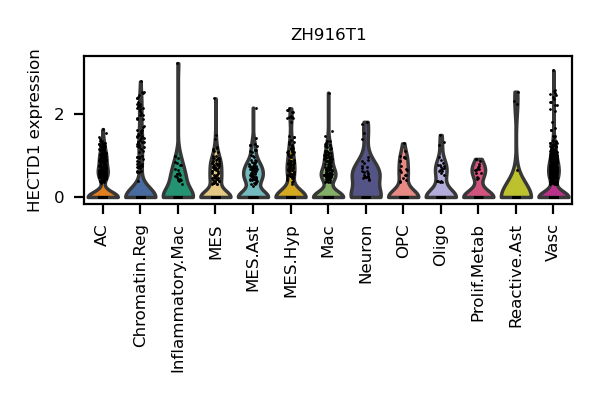 ZH916T1
HECTD1 expression
2
0
AC
Chromatin.Reg
Inflammatory.Mac
MES
MES.Ast
MES.Hyp
Mac
Neuron
OPC
Oligo
Prolif.Metab
Reactive.Ast
Vasc